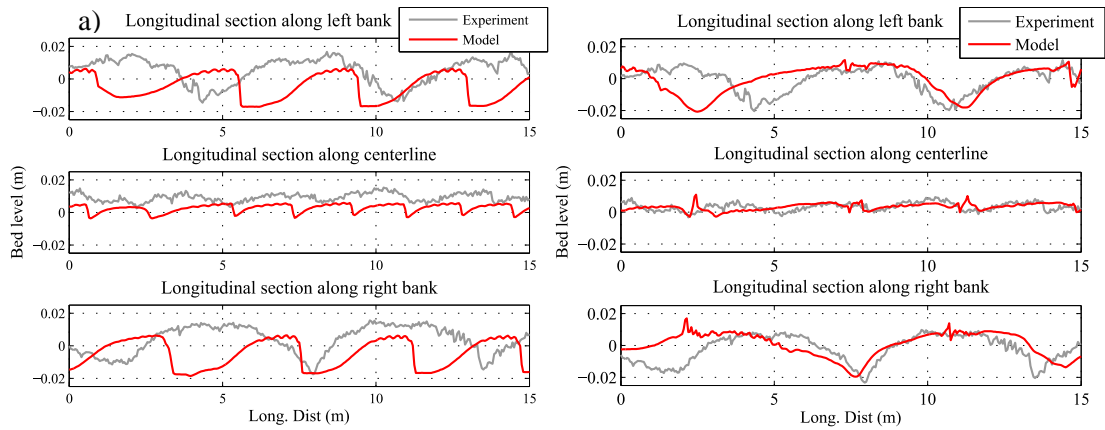 a)
Longitudinal section along left bank
Experiment
Model
0.02
0
−0.02
0 5 10 15
Longitudinal section along centerline
0.02
0
−0.02
0 5 10 15
Longitudinal section along right bank
0.02
0
−0.02
0 5 10 15
Bed level (m)
Long. Dist (m)
Longitudinal section along left bank
Experiment
Model
0.02
0
−0.02
0 5 10 15
Longitudinal section along centerline
0.02
0
−0.02
0 5 10 15
Longitudinal section along right bank
0.02
0
−0.02
0 5 10 15
Bed level (m)
Long. Dist (m)